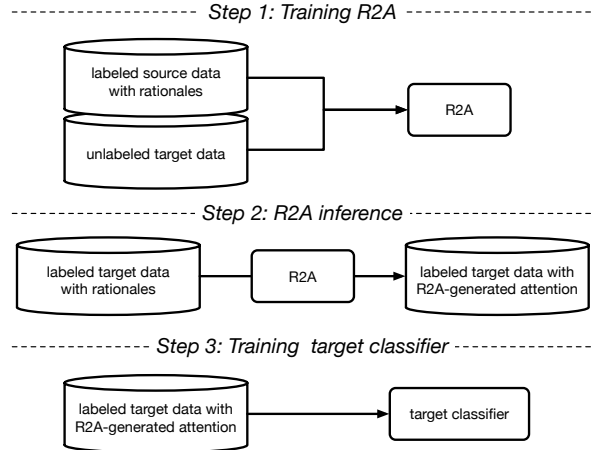 Step 1: Training R2A
labeled source data
with rationales
R2A
unlabeled target data
Step 2: R2A inference
labeled target data
with rationales
R2A
labeled target data with
R2A-generated attention
Step 3: Training target classifier
labeled target data with
R2A-generated attention
target classifier